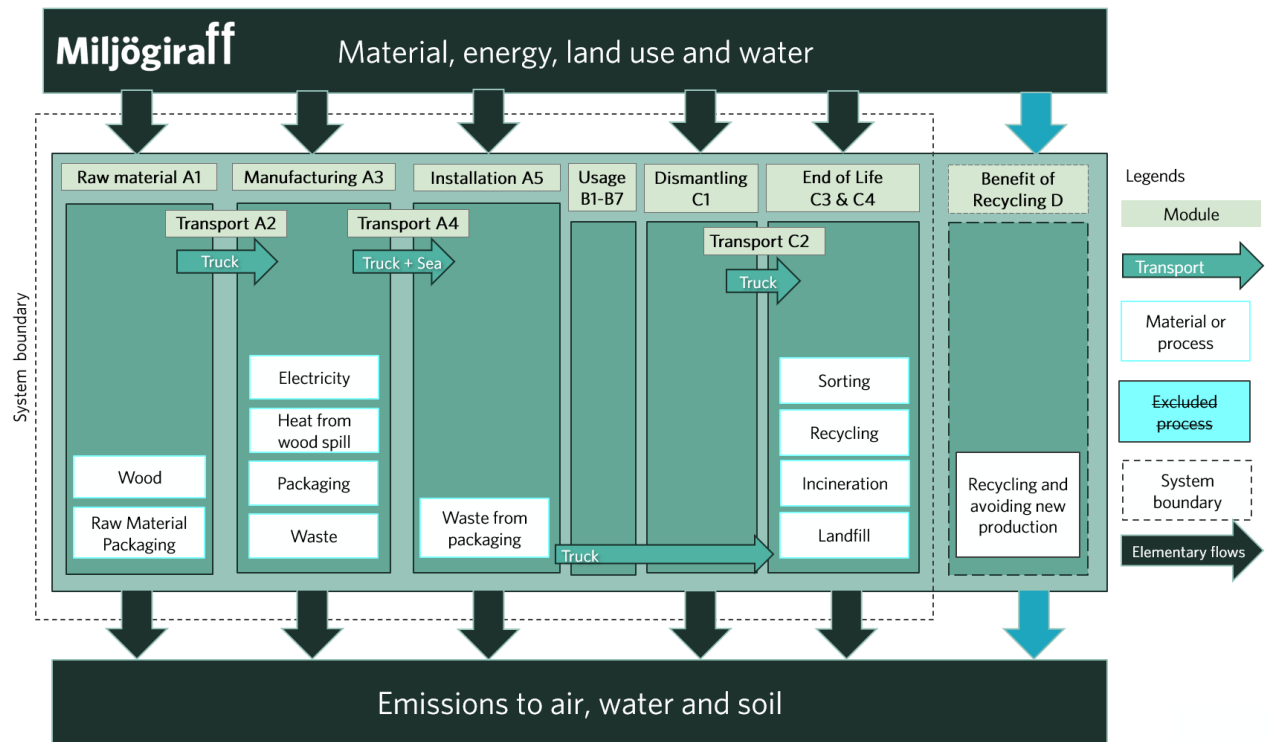 Miljögiraff
Material, energy, land use and water
System boundary
Raw material A1
Manufacturing A3
Installation A5
Usage
B1-B7
Dismantling
C1
End of Life
C3 & C4
Benefit of
Recycling D
Transport A2
Truck
Transport A4
Truck + Sea
Transport C2
Truck
Wood
Raw Material
Packaging
Electricity
Heat from
wood spill
Packaging
Waste
Waste from
packaging
Truck
Sorting
Recycling
Incineration
Landfill
Recycling and
avoiding new
production
Legends
Module
Transport
Material or
process
Excluded
process
System
boundary
Elementary flows
Emissions to air, water and soil